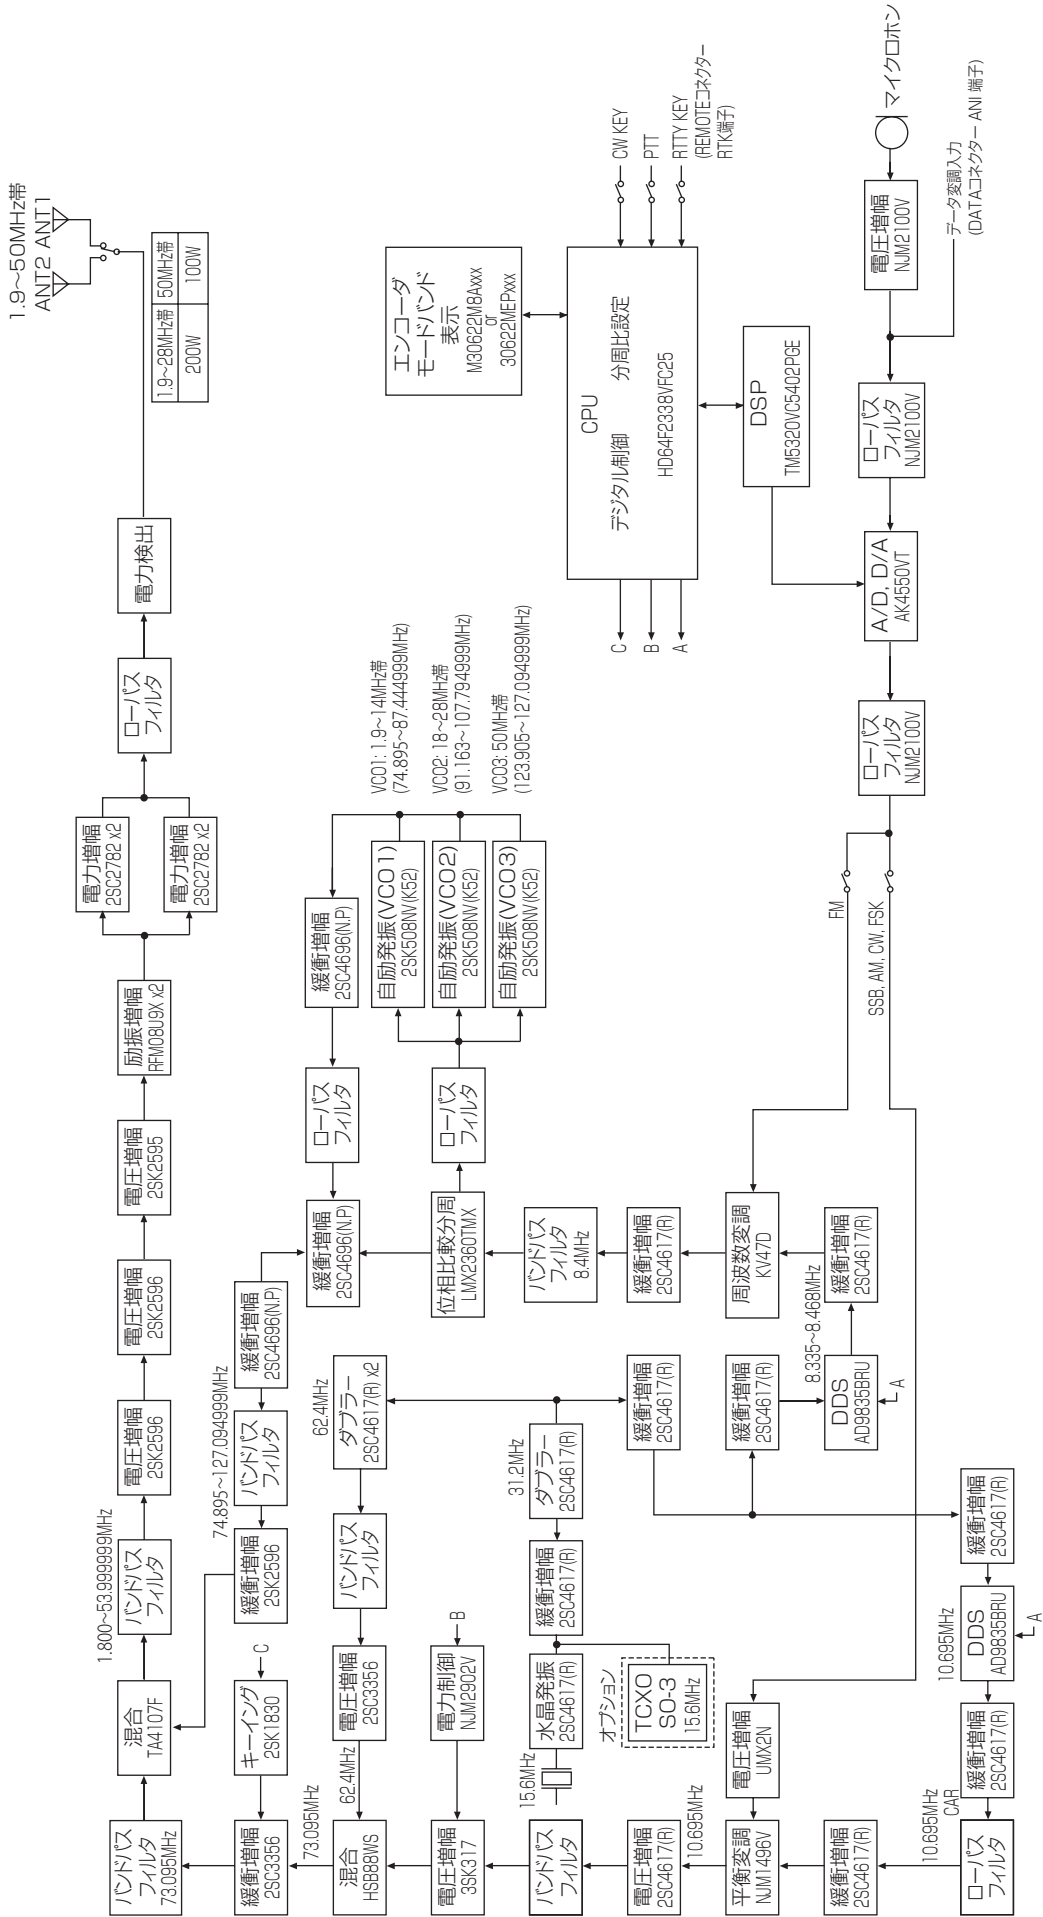 1.9〜50MHz帯
ANT2 ANT1
1.9〜28MHz帯 50MHz帯
200W 100W
バンドパス
フィルタ
73.095MHz
混合
TA4107F
1.800〜53.999999MHz
バンドパス
フィルタ
電圧増幅
2SK2596
電圧増幅
2SK2596
電圧増幅
2SK2595
励振増幅
RFM08U9X x2
電力増幅
2SC2782 x2
電力増幅
2SC2782 x2
ローパス
フィルタ
電力検出
緩衝増幅
2SC3356
キーイング
2SK1830
C
緩衝増幅
2SK2596
バンドパス
フィルタ
74.895〜127.094999MHz
緩衝増幅
2SC4696(N.P)
73.095MHz
混合
HSB88WS
62.4MHz
電圧増幅
2SC3356
バンドパス
フィルタ
62.4MHz
ダブラー
2SC4617(R) x2
緩衝増幅
2SC4696(N.P)
ローパス
フィルタ
緩衝増幅
2SC4696(N.P)
自励発振(VCO1)
2SK508NV(K52)
自励発振(VCO2)
2SK508NV(K52)
自励発振(VCO3)
2SK508NV(K52)
VCO1: 1.9〜14MHz帯
(74.895〜87.444999MHz)
VCO2: 18〜28MHz帯
(91.163〜107.794999MHz)
VCO3: 50MHz帯
(123.905〜127.094999MHz)
エンコーダ
モードバンド
表示
M30622M8Axxx
or
30622MEPxxx
電圧増幅
3SK317
電力制御
NJM2902V
B
位相比較分周
LMX2360TMX
ローパス
フィルタ
バンドパス
フィルタ
15.6MHz
水晶発振
2SC4617(R)
緩衝増幅
2SC4617(R)
31.2MHz
ダブラー
2SC4617(R)
バンドパス
フィルタ
8.4MHz
オプション
TCXO
SO-3
15.6MHz
CPU
デジタル制御 分周比設定
HD64F2338VFC25
C
B
A
CW KEY
PTT
RTTY KEY
(REMOTEコネクター
RTK端子)
電圧増幅
2SC4617(R)
10.695MHz
緩衝増幅
2SC4617(R)
緩衝増幅
2SC4617(R)
平衡変調
NJM1496V
電圧増幅
UMX2N
緩衝増幅
2SC4617(R)
周波数変調
KV47D
DSP
TM5320VC5402PGE
緩衝増幅
2SC4617(R)
8.335〜8.468MHz
DDS
AD9835BRU
A
緩衝増幅
2SC4617(R)
FM
SSB, AM, CW, FSK
ローパス
フィルタ
NJM2100V
A/D, D/A
AK4550VT
ローパス
フィルタ
NJM2100V
電圧増幅
NJM2100V
マイクロホン
データ変調入力
(DATAコネクター ANI 端子)
10.695MHz
CAR
ローパス
フィルタ
緩衝増幅
2SC4617(R)
10.695MHz
DDS
AD9835BRU
A
緩衝増幅
2SC4617(R)